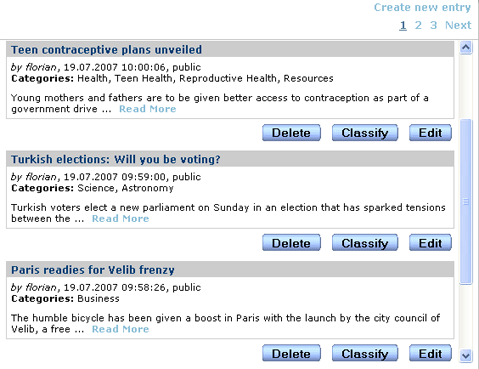 Create new entry
1 2 3 Next
Teen contraceptive plans unveiled
by florian, 19.07.2007 10:00:06, public
Categories: Health, Teen Health, Reproductive Health, Resources
Young mothers and fathers are to be given better access to contraception as part of a
government drive ... Read More
Delete Classify Edit
Turkish elections: Will you be voting?
by florian, 19.07.2007 09:59:00, public
Categories: Science, Astronomy
Turkish voters elect a new parliament on Sunday in an election that has sparked tensions
between the ... Read More
Delete Classify Edit
Paris readies for Velib frenzy
by florian, 19.07.2007 09:58:26, public
Categories: Business
The humble bicycle has been given a boost in Paris with the launch by the city council of
Velib, a free ... Read More
Delete Classify Edit